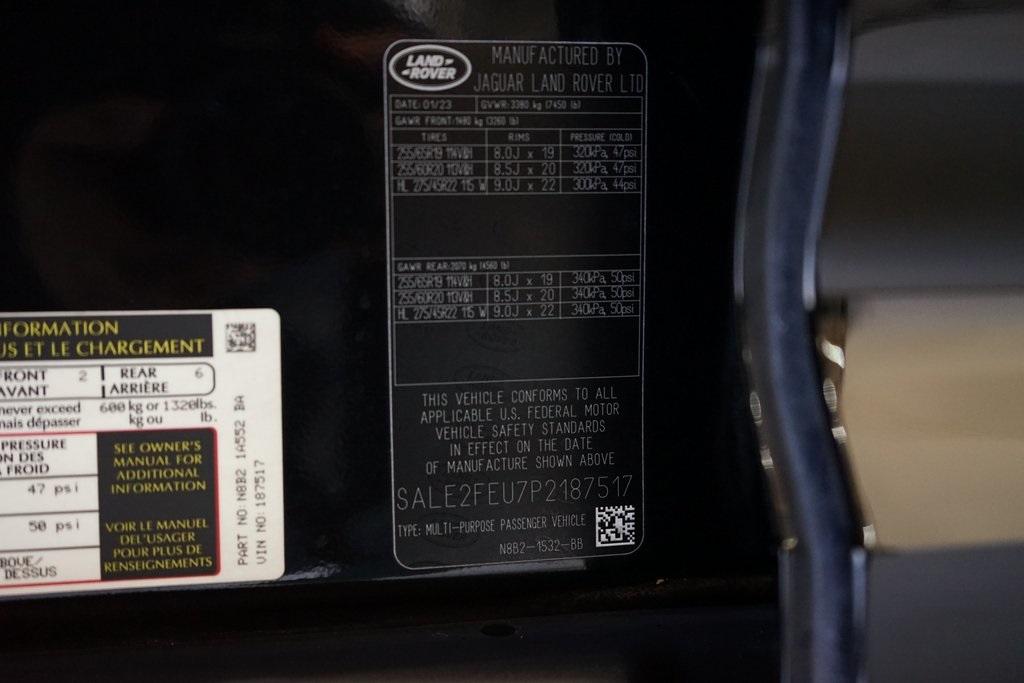 LAND-
-ROVER
MANUFACTURED BY
JAGUAR LAND ROVER LTD
DATE: 01/23 GVWR: 3380 kg (7450 lb)
GAWR FRONT: 1480 kg (3260 lb)
TIRES RIMS PRESSURE (COLD)
255/65R19 114V&H 8.0J x 19 320kPa, 47psi
255/60R20 113V&H 8.5J x 20 320kPa, 47psi
HL 275/45R22 115 W 9.0J x 22 300kPa, 44psi
GAWR REAR: 2070 kg (4560 lb)
255/65R19 114V&H 8.0J x 19 340kPa, 50psi
255/60R20 113V&H 8.5J x 20 340kPa, 50psi
HL 275/45R22 115 W 9.0J x 22 340kPa, 50psi
THIS VEHICLE CONFORMS TO ALL
APPLICABLE U.S. FEDERAL MOTOR
VEHICLE SAFETY STANDARDS
IN EFFECT ON THE DATE
OF MANUFACTURE SHOWN ABOVE
SALE2FEU7P2187517
TYPE: MULTI-PURPOSE PASSENGER VEHICLE
N8B2-1532-BB
NFORMATION
US ET LE CHARGEMENT
FRONT 2 REAR 6
AVANT ARRIÈRE
never exceed 600 kg or 1320lbs.
mais dépasser kg ou lb.
PRESSURE
ON DES
FROID
47 psi
50 psi
BOUE/
DESSUS
SEE OWNER'S
MANUAL FOR
ADDITIONAL
INFORMATION
VOIR LE MANUEL
DEL'USAGER
POUR PLUS DE
RENSEIGNEMENTS
PART NO: N8B2 1A552 BA
VIN NO: 187517